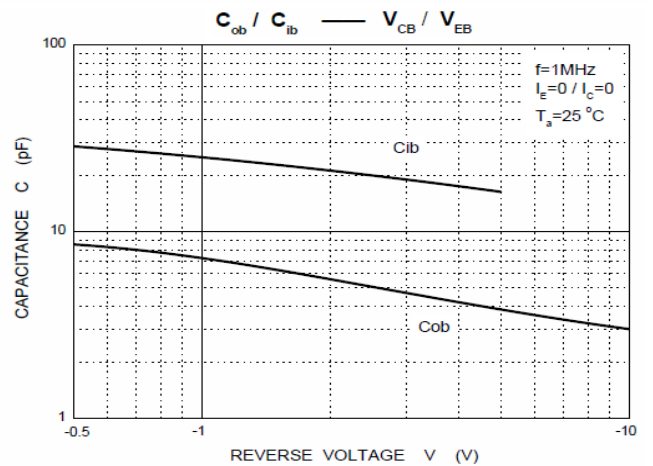 C_ob / C_ib —— V_CB / V_EB
100
f=1MHz
I_E=0 / I_C=0
T_a=25 °C
Cib
10
CAPACITANCE C (pF)
Cob
1
-0.5 -1 -10
REVERSE VOLTAGE V (V)